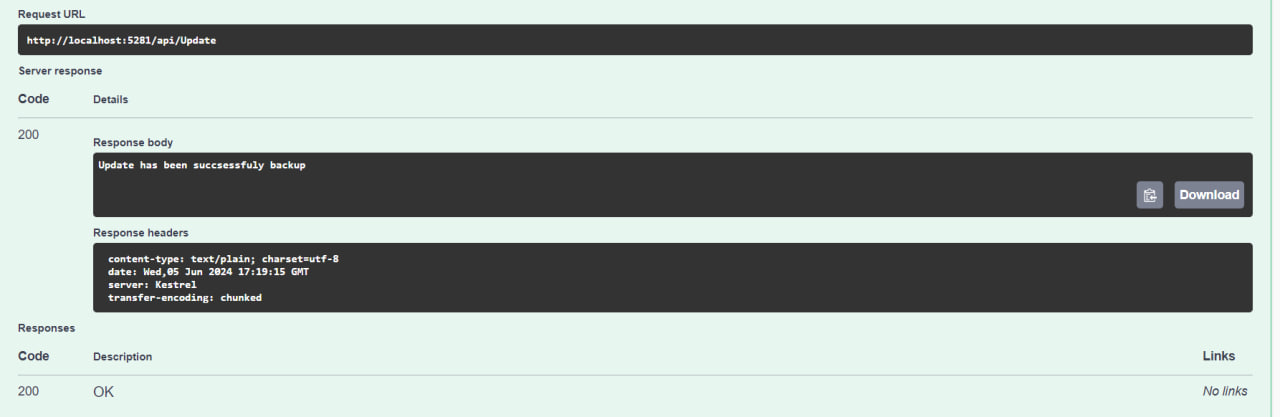 Request URL
http://localhost:5281/api/Update
Server response
Code Details
200
Response body
Update has been succsessfuly backup
Download
Response headers
content-type: text/plain; charset=utf-8
date: Wed,05 Jun 2024 17:19:15 GMT
server: Kestrel
transfer-encoding: chunked
Responses
Code Description Links
200 OK No links